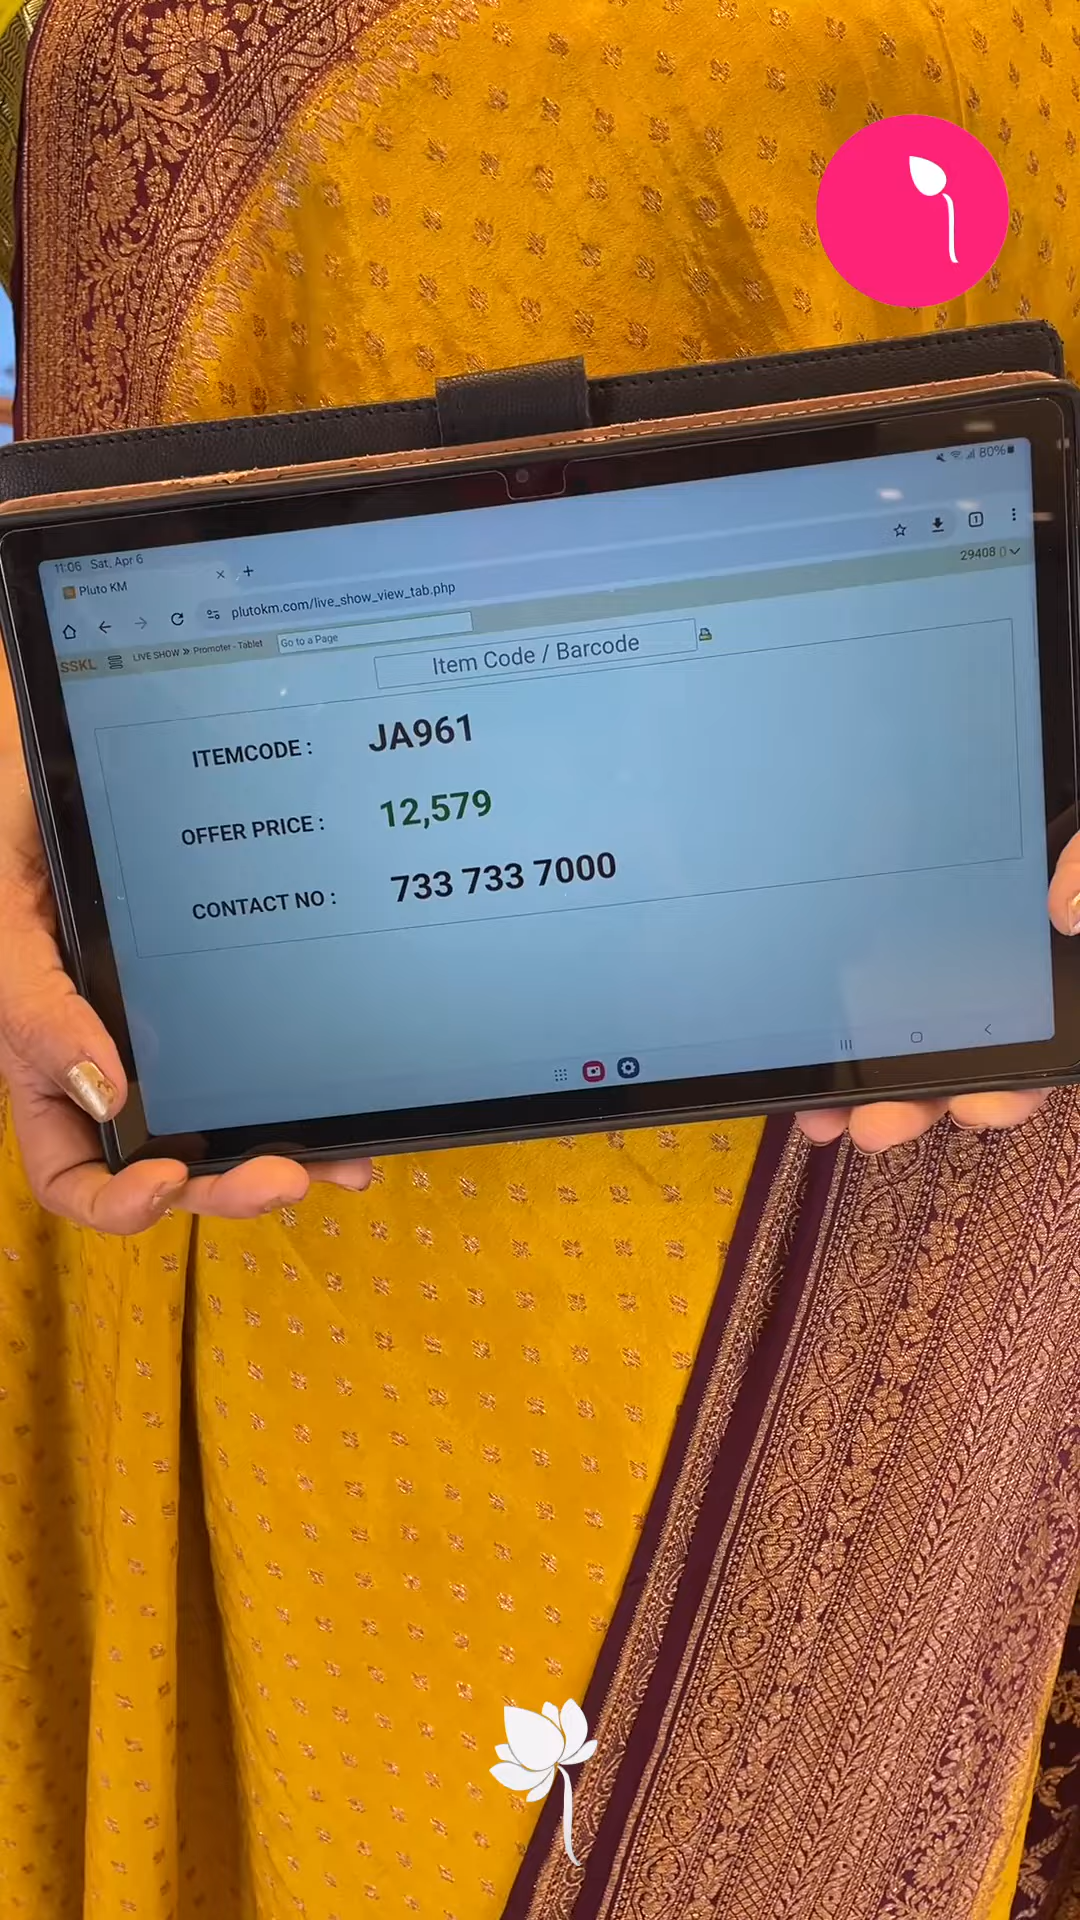 11:06 Sat, Apr 6
80%
Pluto KM
plutokm.com/live_show_view_tab.php
29408 ()
SSKL LIVE SHOW » Promoter - Tablet Go to a Page
Item Code / Barcode
ITEMCODE : JA961
OFFER PRICE : 12,579
CONTACT NO : 733 733 7000